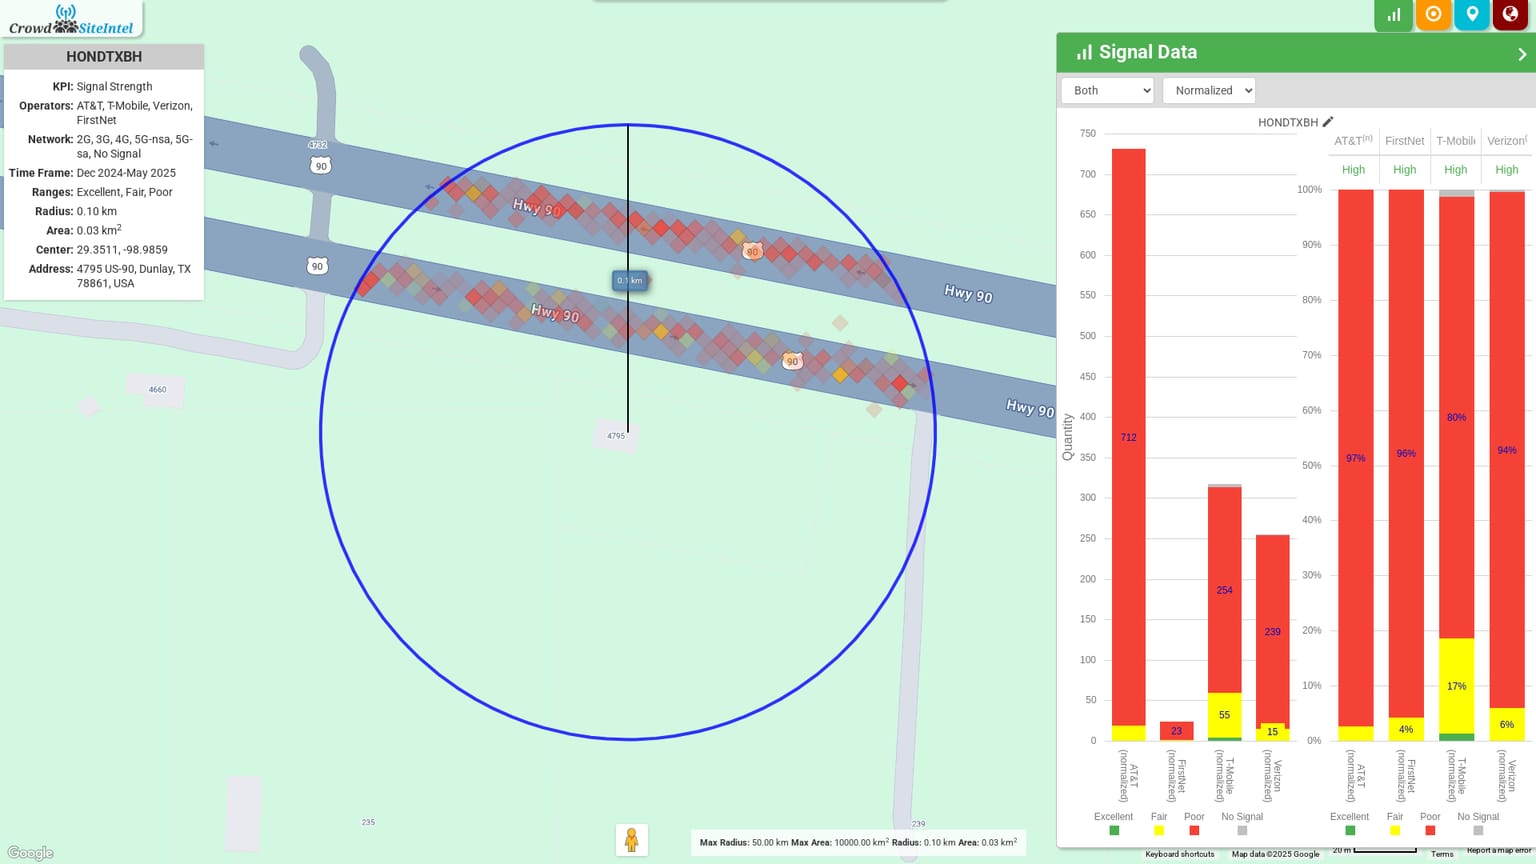 Crowd SiteIntel
HONDTXBH
KPI: Signal Strength
Operators: AT&T, T-Mobile, Verizon,
FirstNet
Network: 2G, 3G, 4G, 5G-nsa, 5G-
sa, No Signal
Time Frame: Dec 2024-May 2025
Ranges: Excellent, Fair, Poor
Radius: 0.10 km
Area: 0.03 km²
Center: 29.3511, -98.9859
Address: 4795 US-90, Dunlay, TX
78861, USA
4732
90
90
Hwy 90
90
Hwy 90
0.1 km
Hwy 90
90
Hwy 90
4660
4795
235
239
Google
Max Radius: 50.00 km Max Area: 10000.00 km² Radius: 0.10 km Area: 0.03 km²
Signal Data
Both
Normalized
HONDTXBH
AT&T(n) FirstNet T-Mobile Verizon(
High High High High
Quantity
750
700
650
600
550
500
450
400
350
300
250
200
150
100
50
0
712
23
254
55
239
15
AT&T (normalized)
FirstNet (normalized)
T-Mobile (normalized)
Verizon (normalized)
Excellent Fair Poor No Signal
100%
90%
80%
70%
60%
50%
40%
30%
20%
10%
0%
97%
96%
4%
80%
17%
94%
6%
AT&T (normalized)
FirstNet (normalized)
T-Mobile (normalized)
Verizon (normalized)
Excellent Fair Poor No Signal
Keyboard shortcuts Map data ©2025 Google 20 m Terms Report a map error